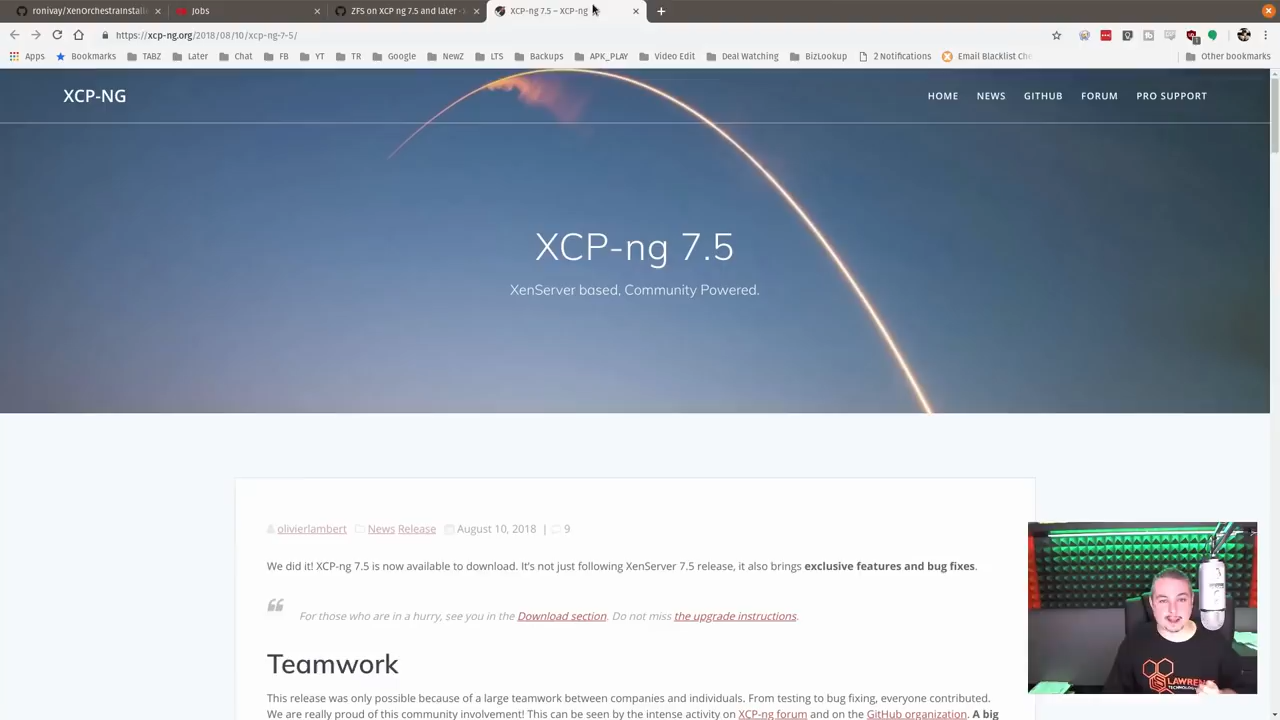 ronivay/XenOrchestraInstall
Jobs
ZFS on XCP ng 7.5 and later ·
XCP-ng 7.5 – XCP-ng
https://xcp-ng.org/2018/08/10/xcp-ng-7-5/
Apps
Bookmarks
TABZ
Later
Chat
FB
YT
TR
Google
NewZ
LTS
Backups
APK_PLAY
Video Edit
Deal Watching
BizLookup
2 Notifications
Email Blacklist Che
Other bookmarks
XCP-NG
HOME
NEWS
GITHUB
FORUM
PRO SUPPORT
XCP-ng 7.5
XenServer based, Community Powered.
olivierlambert News Release August 10, 2018 | 9
We did it! XCP-ng 7.5 is now available to download. It's not just following XenServer 7.5 release, it also brings exclusive features and bug fixes.
For those who are in a hurry, see you in the Download section. Do not miss the upgrade instructions.
Teamwork
This release was only possible because of a large teamwork between companies and individuals. From testing to bug fixing, everyone contributed.
We are really proud of this community involvement! This can be seen by the intense activity on XCP-ng forum and on the GitHub organization. A big
LAWRENCE